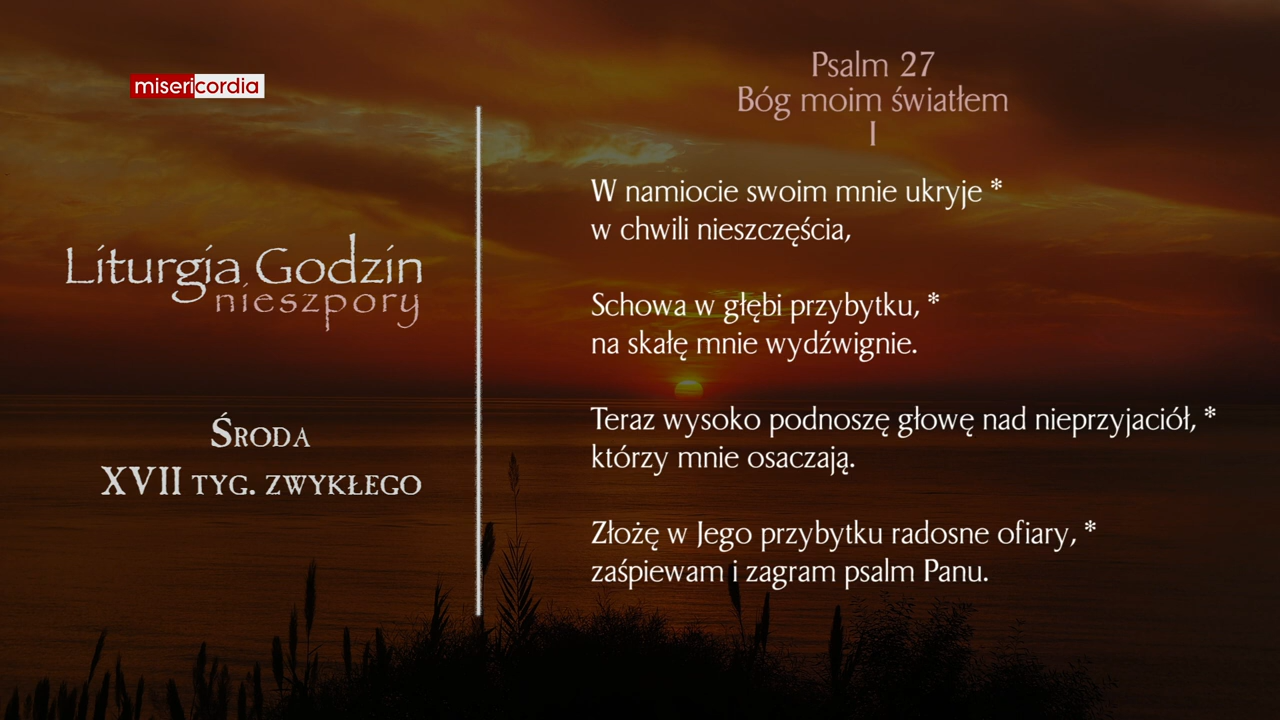 misericordia
Liturgia Godzin
nieszpory
Środa
XVII tyg. zwykłego
Psalm 27
Bóg moim światłem
I
W namiocie swoim mnie ukryje *
w chwili nieszczęścia,
Schowa w głębi przybytku, *
na skałę mnie wydźwignie.
Teraz wysoko podnoszę głowę nad nieprzyjaciół, *
którzy mnie osaczają.
Złożę w Jego przybytku radosne ofiary, *
zaśpiewam i zagram psalm Panu.